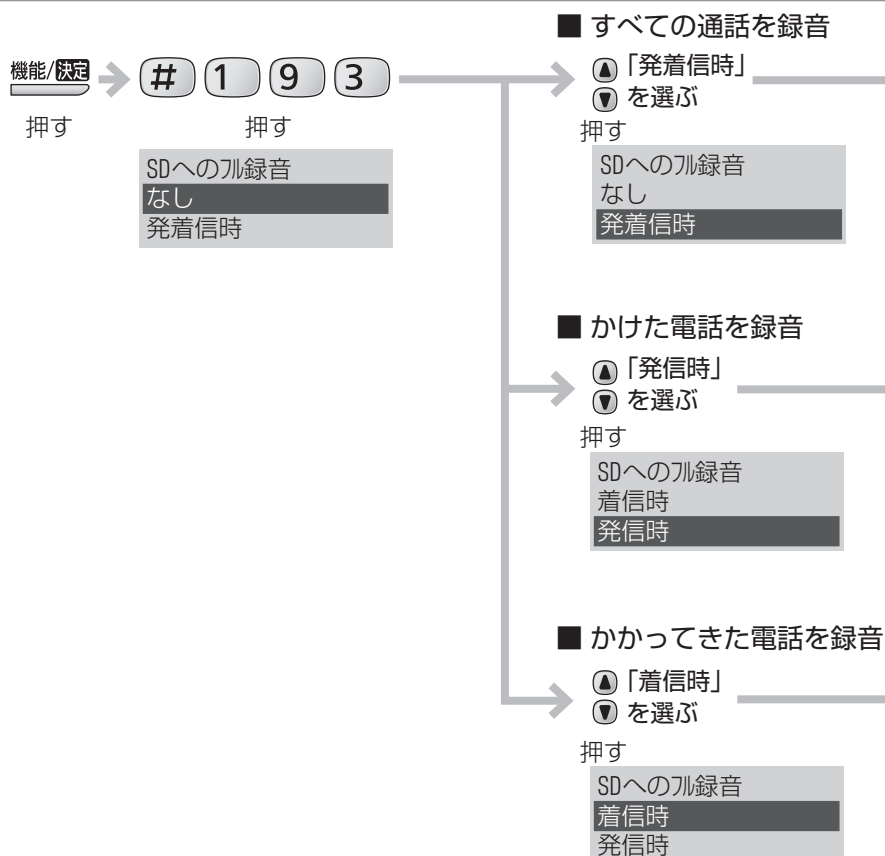 機能/決定
押す
# 1 9 3
押す
SDへのフル録音
なし
発着信時
■ すべての通話を録音
「発着信時」
を選ぶ
押す
SDへのフル録音
なし
発着信時
■ かけた電話を録音
「発信時」
を選ぶ
押す
SDへのフル録音
着信時
発信時
■ かかってきた電話を録音
「着信時」
を選ぶ
押す
SDへのフル録音
着信時
発信時